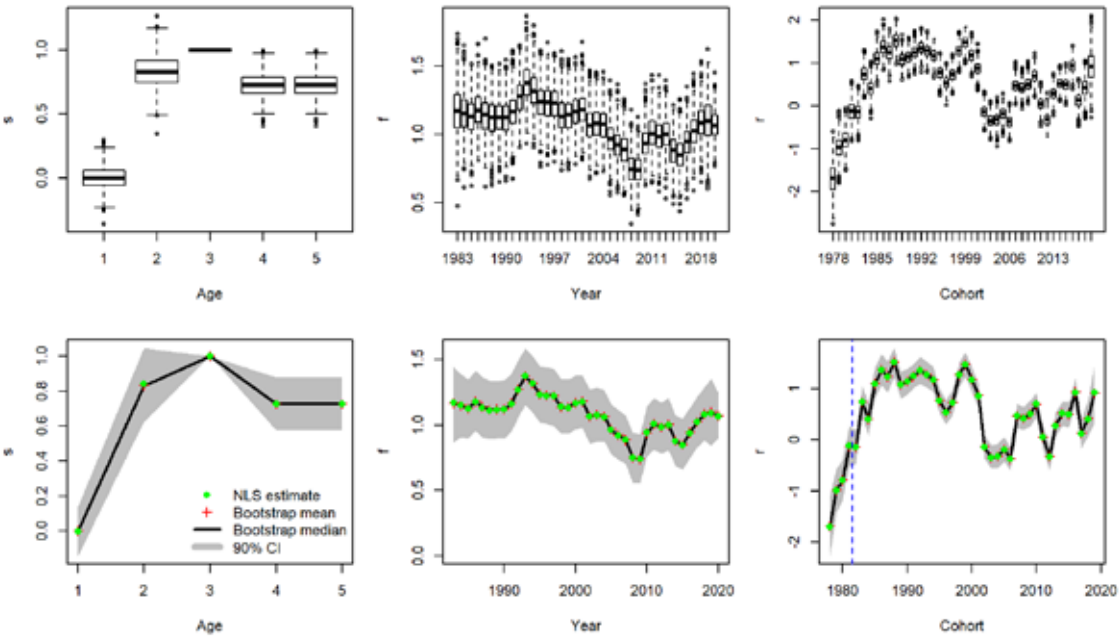 s
1.0
0.5
0.0
1 2 3 4 5
Age
f
1.5
1.0
0.5
1983 1990 1997 2004 2011 2018
Year
r
2
1
0
-1
-2
1978 1985 1992 1999 2006 2013
Cohort
s
1.0
0.8
0.6
0.4
0.2
0.0
NLS estimate
Bootstrap mean
Bootstrap median
90% CI
1 2 3 4 5
Age
f
1.5
1.0
0.5
0.0
1990 2000 2010 2020
Year
r
1
0
-1
-2
1980 1990 2000 2010 2020
Cohort